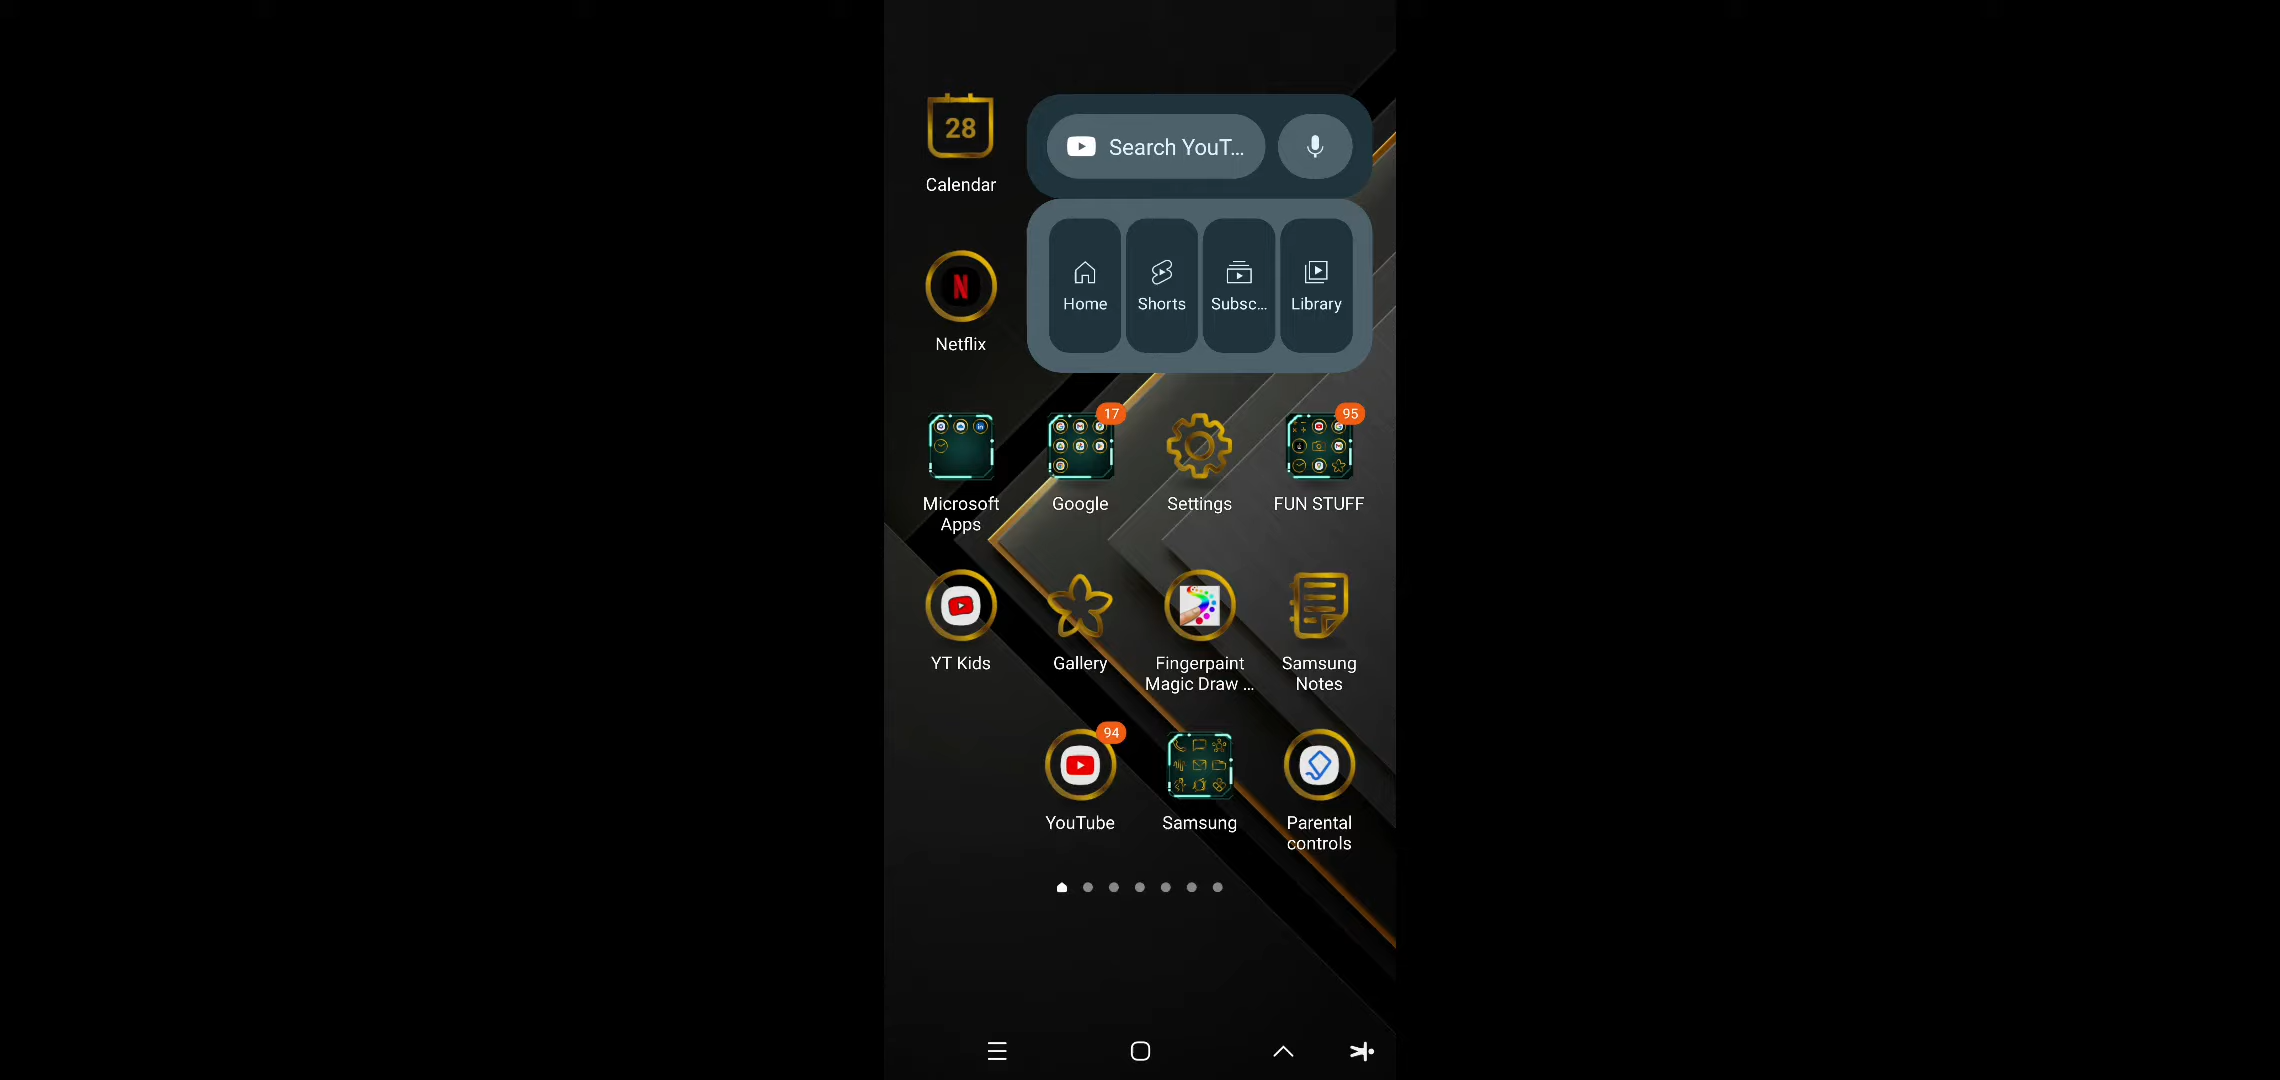 28
Calendar
Search YouT...
Home
Shorts
Subsc...
Library
N
Netflix
Microsoft
Apps
17
Google
Settings
95
FUN STUFF
YT Kids
Gallery
Fingerpaint
Magic Draw ...
Samsung
Notes
94
YouTube
Samsung
Parental
controls